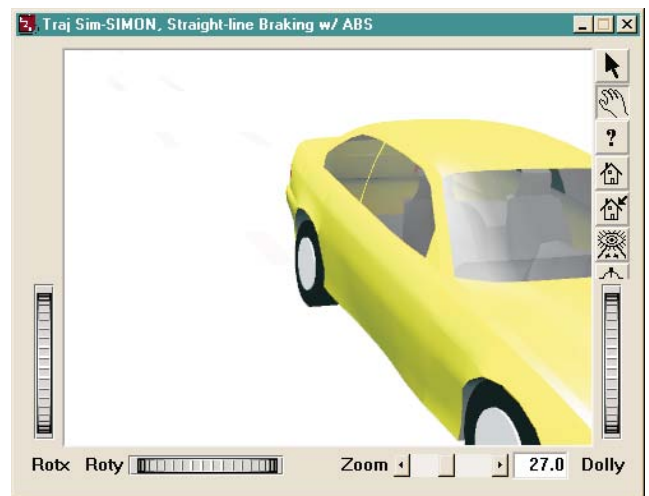 Traj Sim-SIMON, Straight-line Braking w/ ABS
?
Rotx Roty Zoom 27.0 Dolly